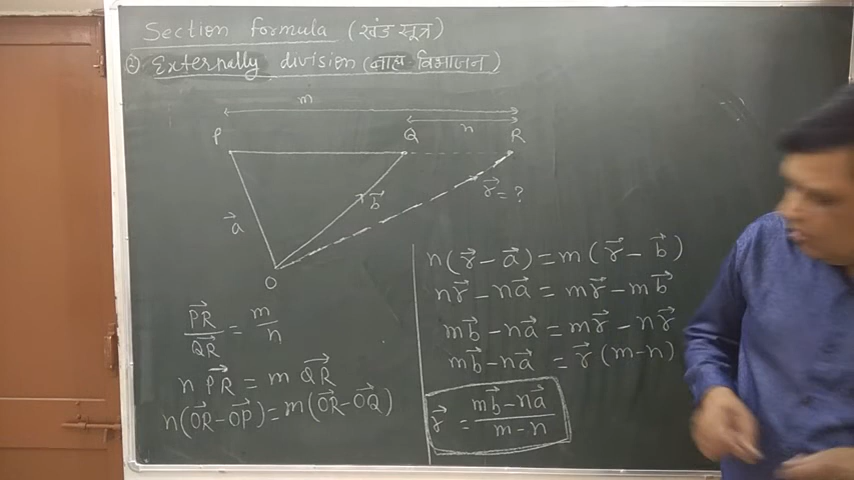 Section formula (खंड सूत्र)
② Externally division (बाह्य विभाजन)
m
n
P Q R
a⃗
b⃗
r⃗ = ?
O
PR⃗/QR⃗ = m/n
n PR⃗ = m QR⃗
n(OR⃗ - OP⃗) = m(OR⃗ - OQ⃗)
n(r⃗ - a⃗) = m(r⃗ - b⃗)
nr⃗ - na⃗ = mr⃗ - mb⃗
mb⃗ - na⃗ = mr⃗ - nr⃗
mb⃗ - na⃗ = r⃗ (m-n)
r⃗ = (mb⃗ - na⃗)/(m - n)